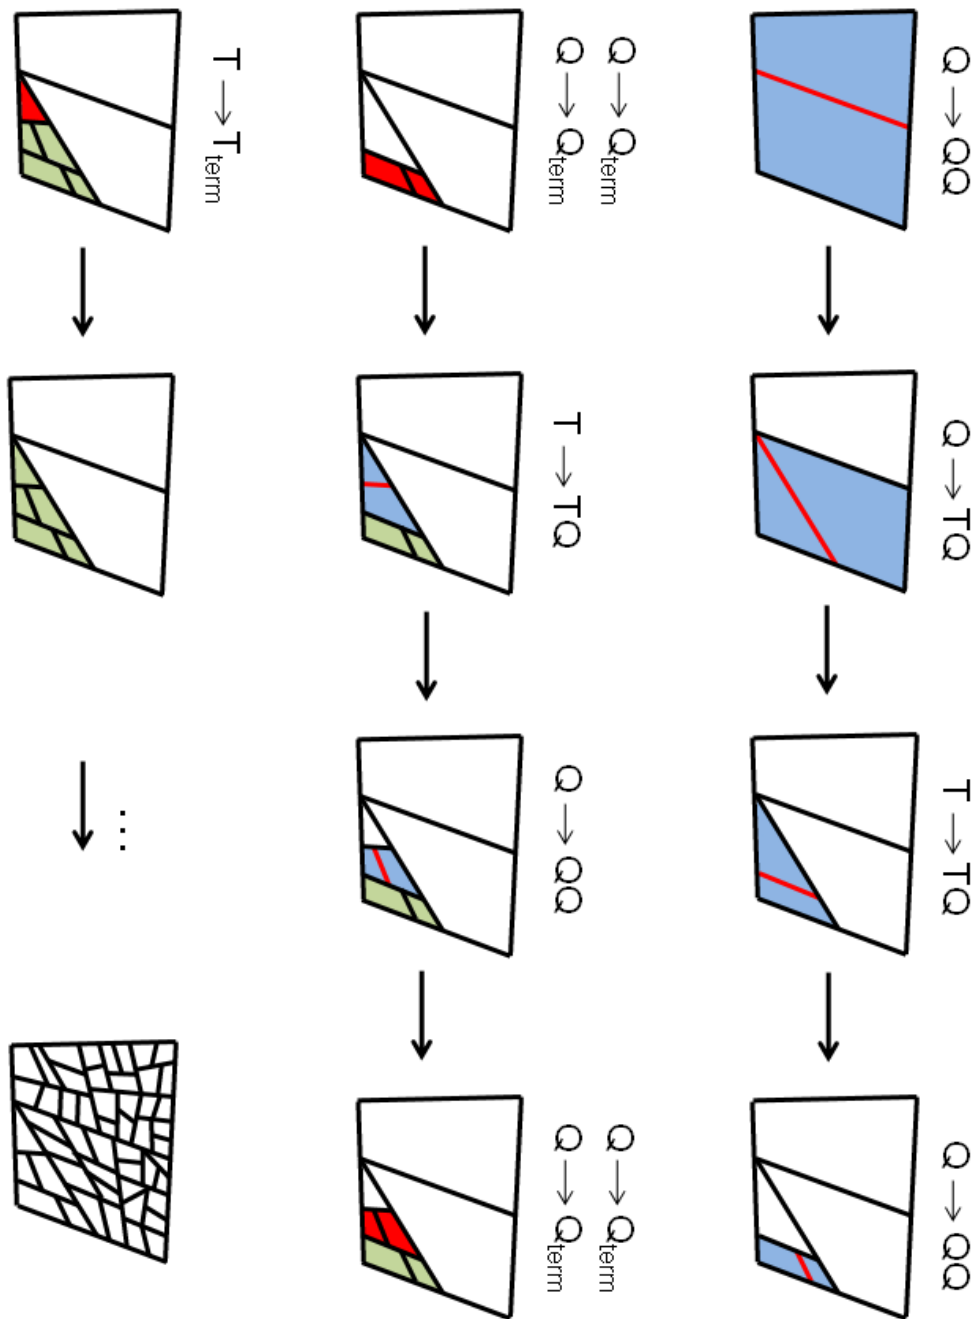 Q → QQ
Q → TQ
T → TQ
Q → QQ
Q → Qterm
Q → Qterm
T → TQ
Q → QQ
Q → Qterm
Q → Qterm
T → Tterm
...